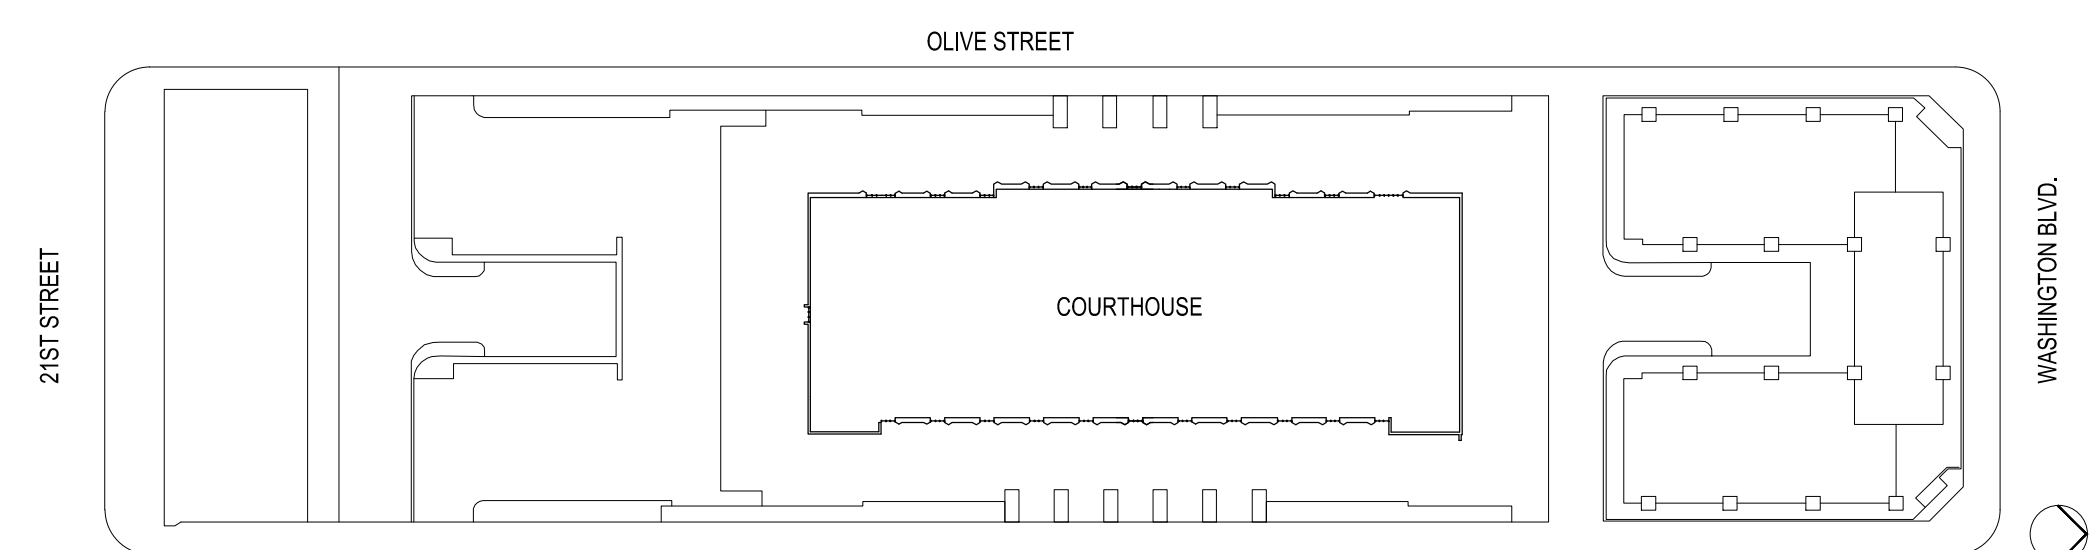 OLIVE STREET
21ST STREET
COURTHOUSE
WASHINGTON BLVD.